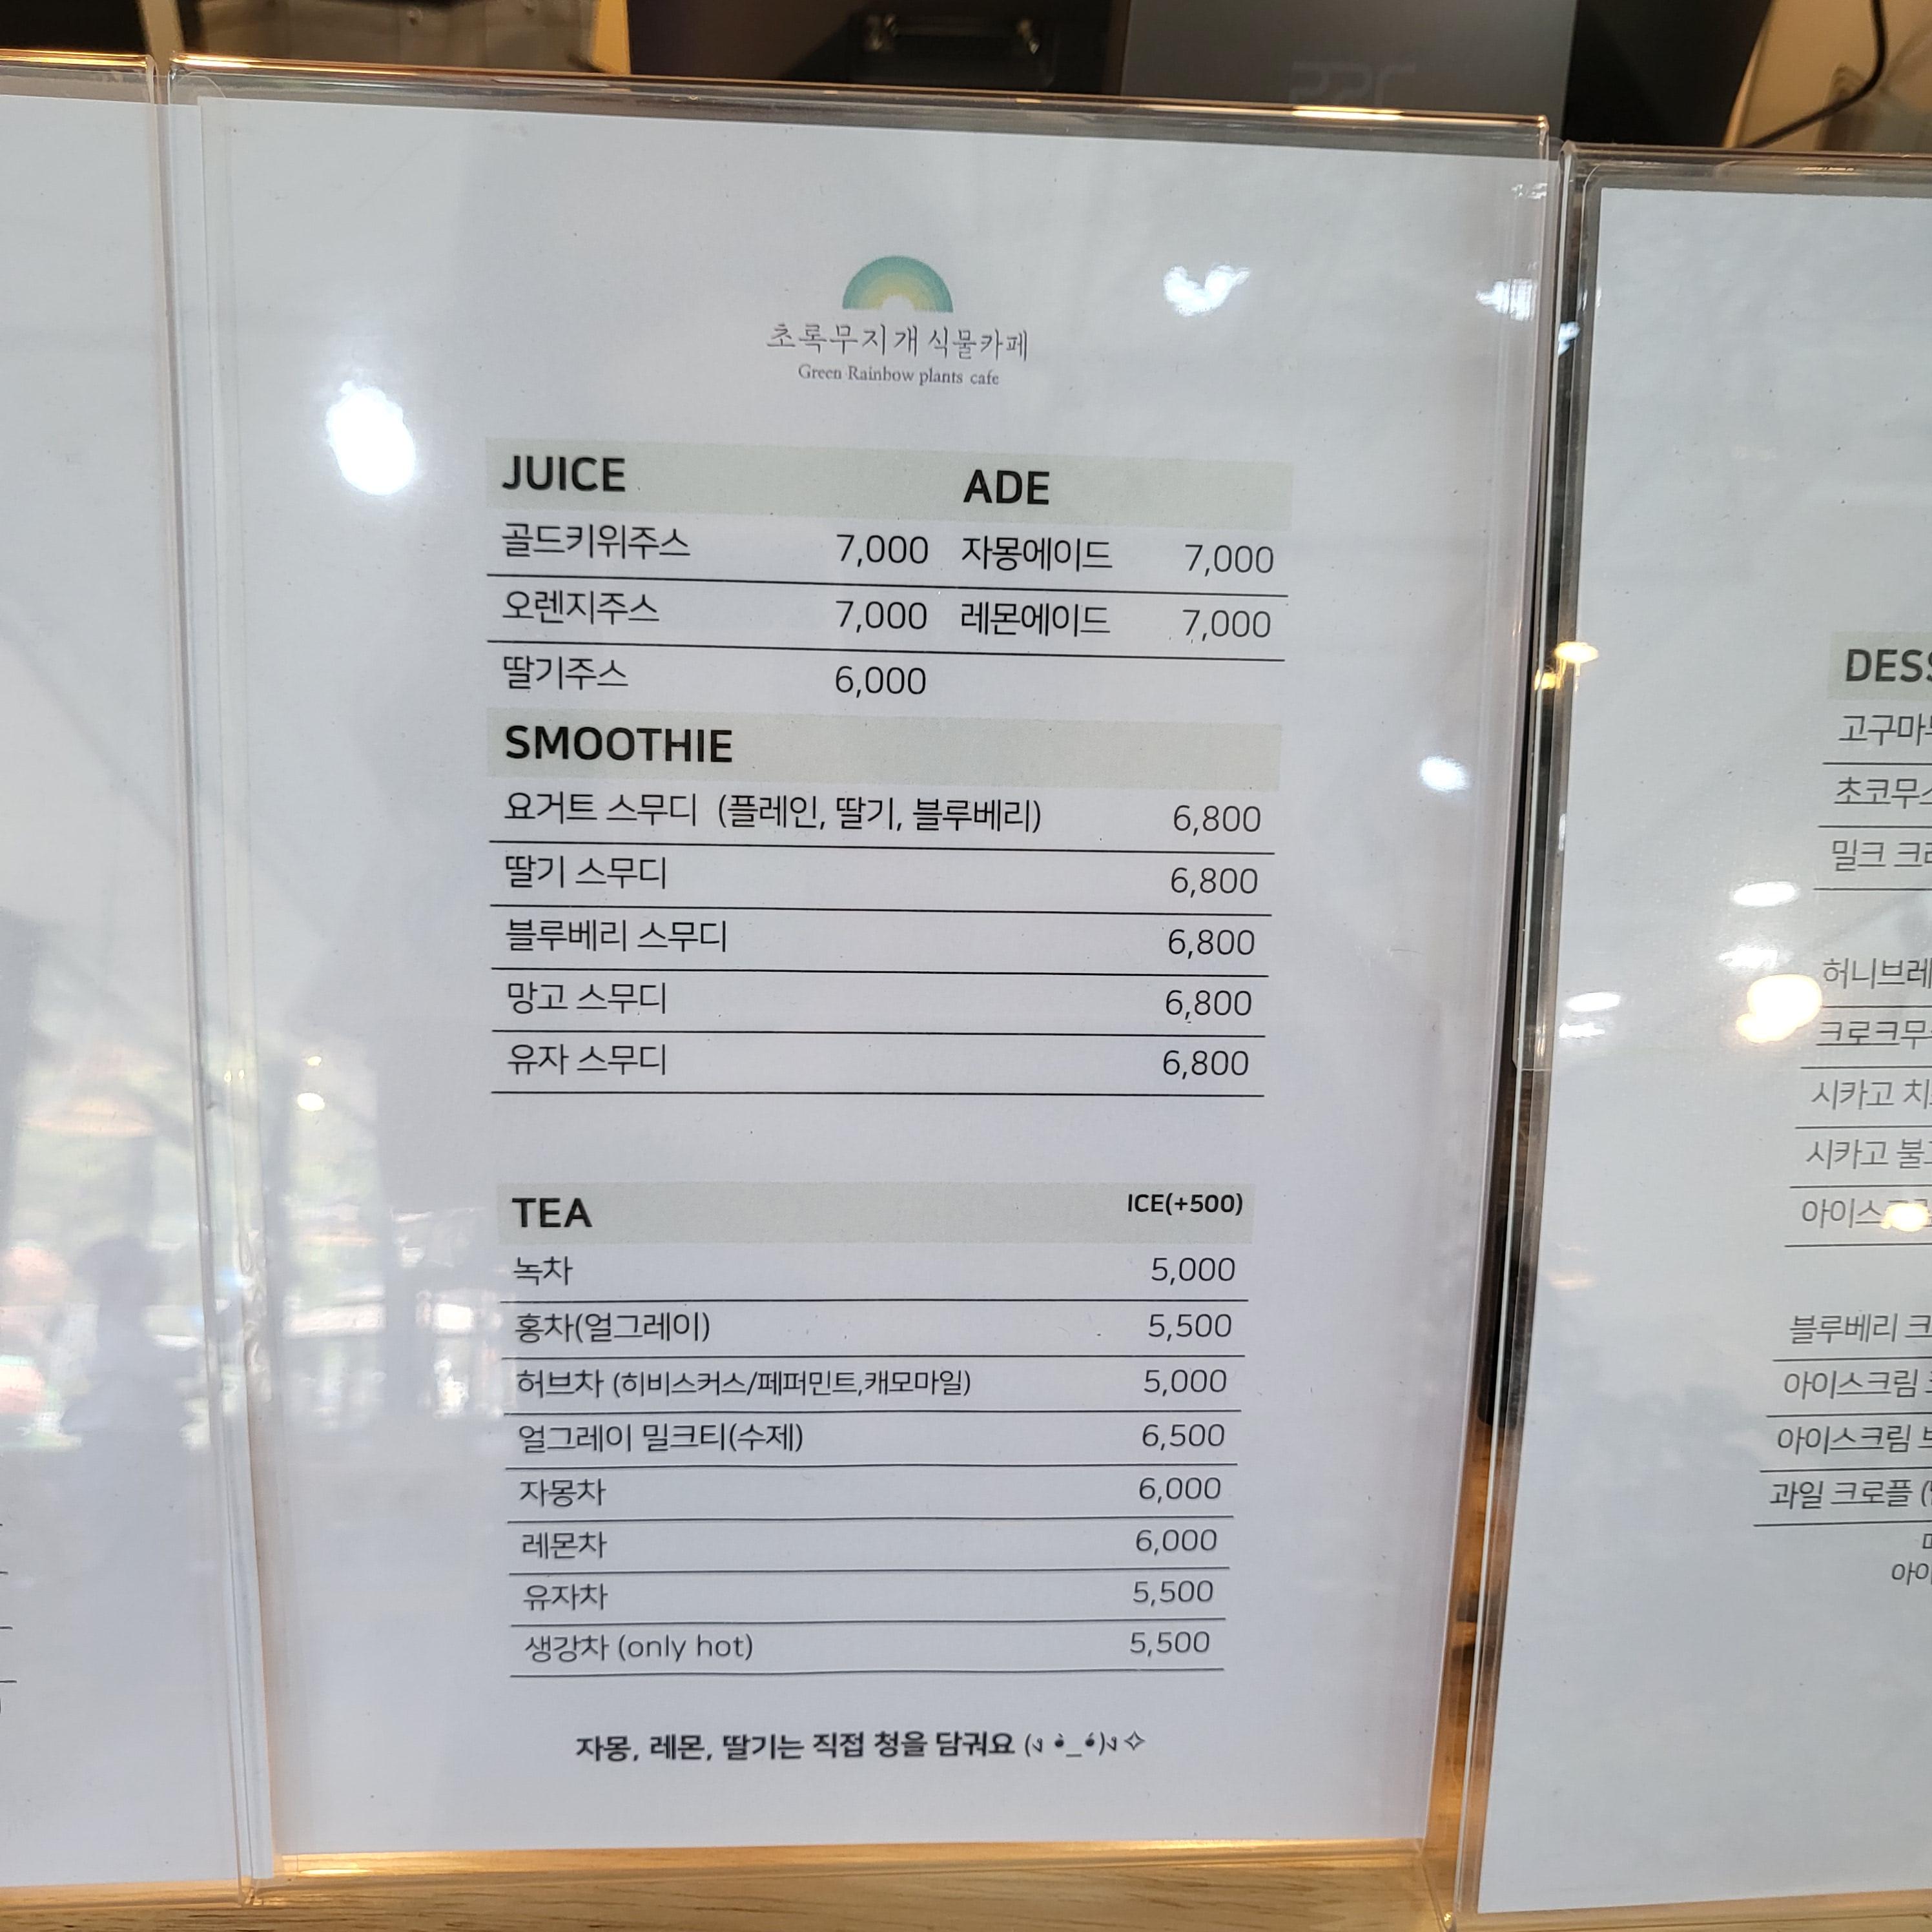 초록무지개 식물카페
Green Rainbow plants cafe
JUICE ADE
골드키위주스 7,000 자몽에이드 7,000
오렌지주스 7,000 레몬에이드 7,000
딸기주스 6,000
SMOOTHIE
요거트 스무디 (플레인, 딸기, 블루베리) 6,800
딸기 스무디 6,800
블루베리 스무디 6,800
망고 스무디 6,800
유자 스무디 6,800
TEA ICE(+500)
녹차 5,000
홍차(얼그레이) 5,500
허브차 (히비스커스/페퍼민트,캐모마일) 5,000
얼그레이 밀크티(수제) 6,500
자몽차 6,000
레몬차 6,000
유자차 5,500
생강차 (only hot) 5,500
자몽, 레몬, 딸기는 직접 청을 담궈요 (ง •̀_•́)ง✧
고구마
초코무
밀크
허니브레
크로크무
시카고
시카고
아이스
블루베리
아이스크림
아이스크림
과일 크로플